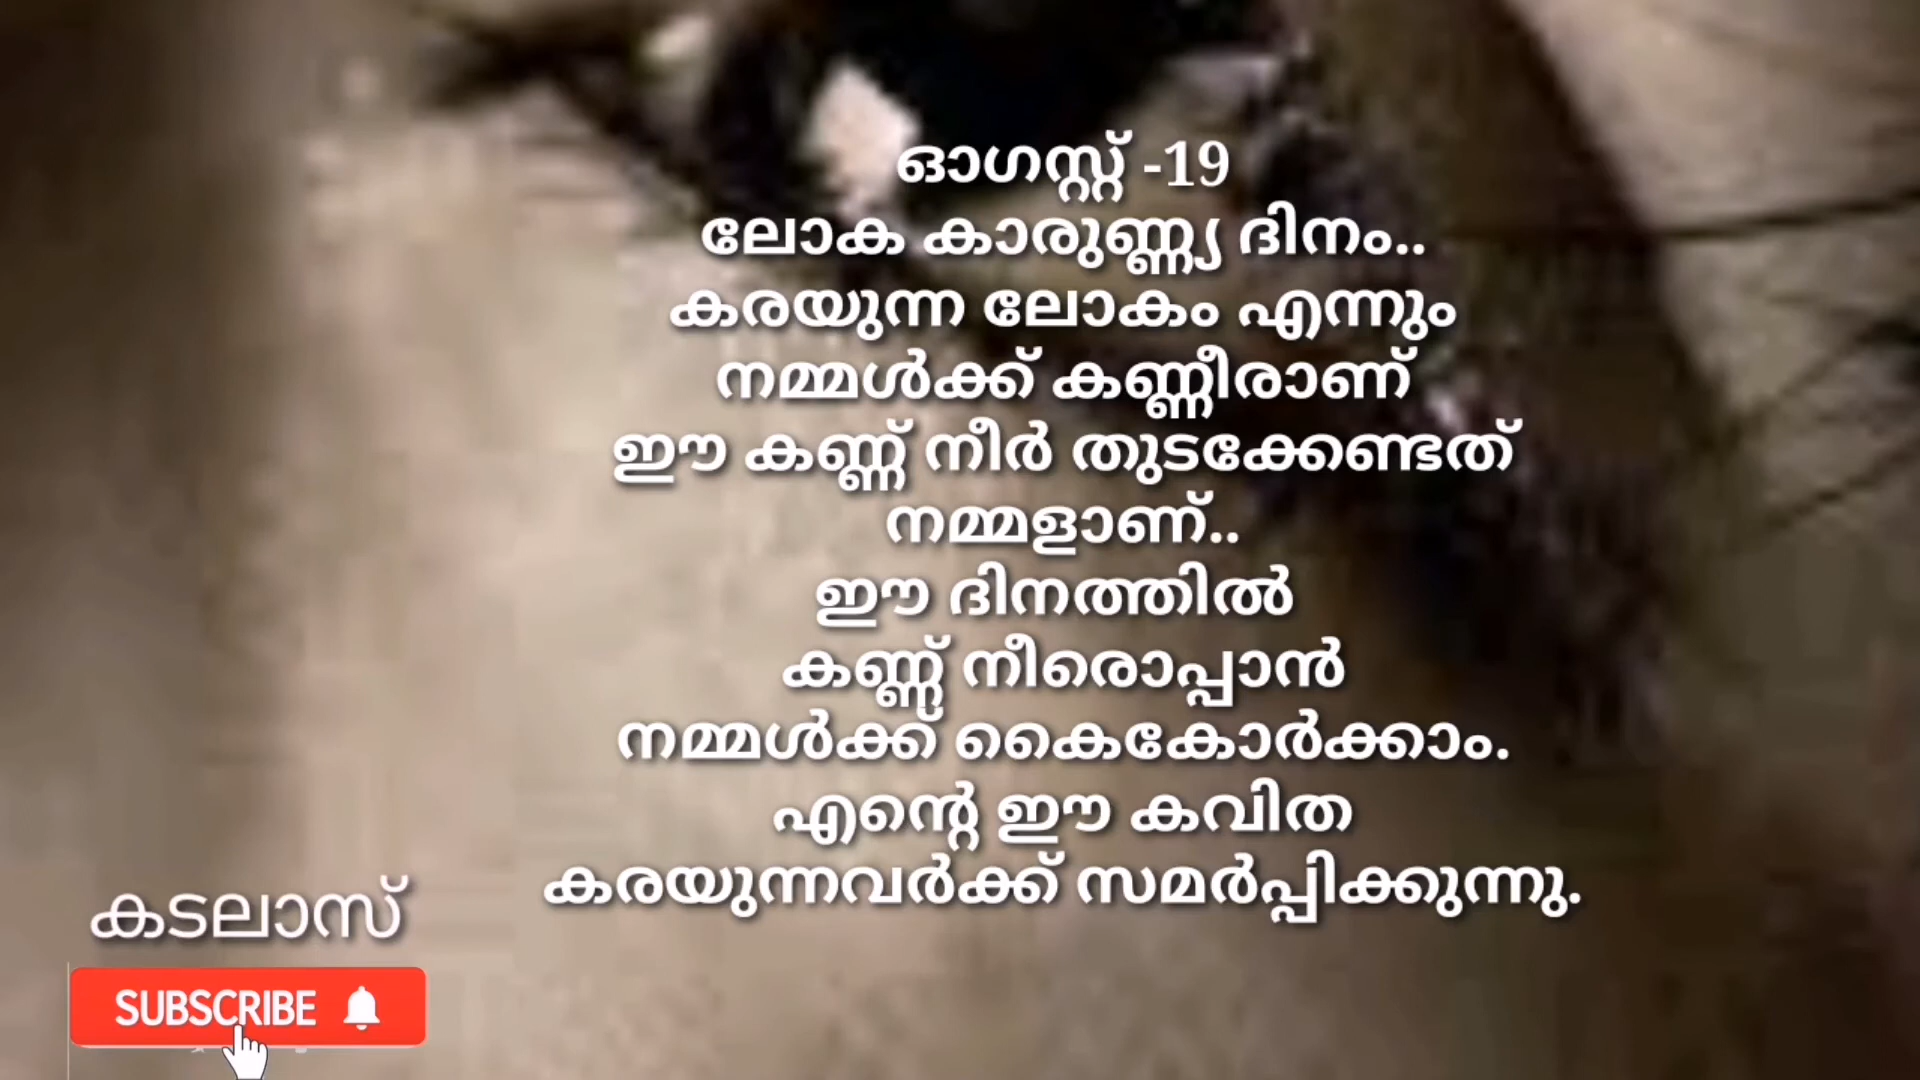 ഓഗസ്റ്റ് -19
ലോക കാരുണ്ണ്യ ദിനം..
കരയുന്ന ലോകം എന്നും
നമ്മൾക്ക് കണ്ണീരാണ്
ഈ കണ്ണ് നീർ തുടക്കേണ്ടത്
നമ്മളാണ്..
ഈ ദിനത്തിൽ
കണ്ണ് നീരൊപ്പാൻ
നമ്മൾക്ക് കൈകോർക്കാം.
എന്റെ ഈ കവിത
കരയുന്നവർക്ക് സമർപ്പിക്കുന്നു.
കടലാസ്
SUBSCRIBE